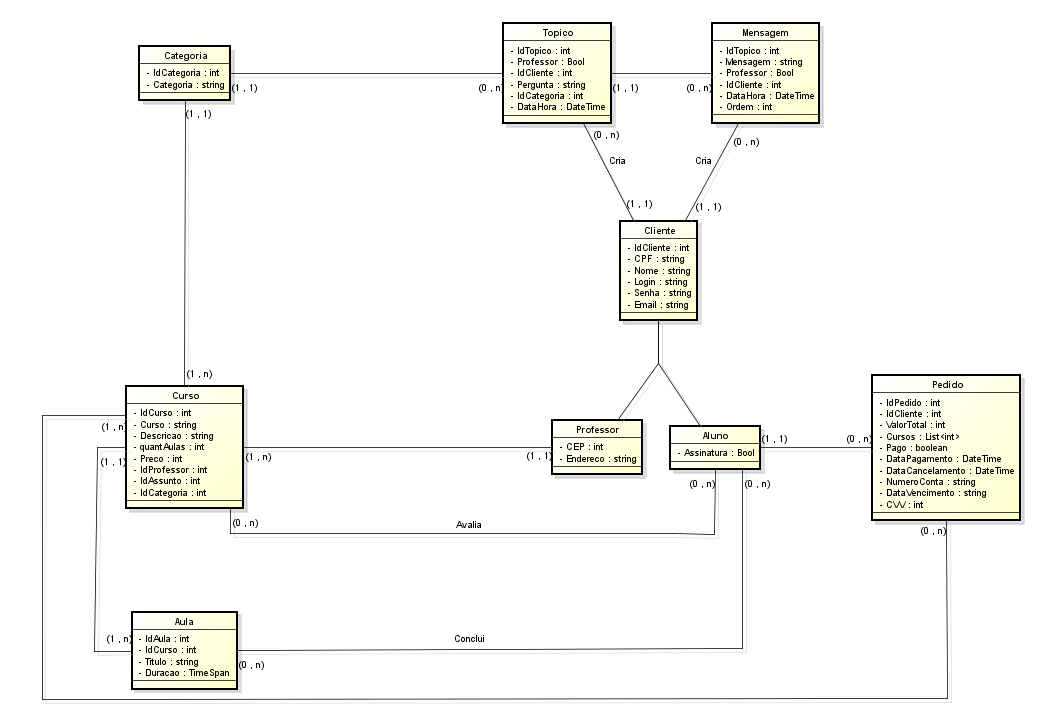 Categoria
- IdCategoria : int
- Categoria : string
(1 , 1)
(1 , 1)
Topico
- IdTopico : int
- Professor : Bool
- IdCliente : int
- Pergunta : string
- IdCategoria : int
- DataHora : DateTime
(0 , n)
(1 , 1)
(0 , n)
Mensagem
- IdTopico : int
- Mensagem : string
- Professor : Bool
- IdCliente : int
- DataHora : DateTime
- Ordem : int
(0 , n)
(0 , n)
Cria
Cria
(1 , 1)
(1 , 1)
Cliente
- IdCliente : int
- CPF : string
- Nome : string
- Login : string
- Senha : string
- Email : string
(1 , n)
Curso
- IdCurso : int
- Curso : string
- Descricao : string
- quantAulas : int
- Preco : int
- IdProfessor : int
- IdAssunto : int
- IdCategoria : int
(1 , n)
(1 , 1)
(1 , n)
(0 , n)
Professor
- CEP : int
- Endereco : string
(1 , 1)
Aluno
- Assinatura : Bool
(1 , 1)
(0 , n)
(0 , n)
(0 , n)
Pedido
- IdPedido : int
- IdCliente : int
- ValorTotal : int
- Cursos : List<int>
- Pago : boolean
- DataPagamento : DateTime
- DataCancelamento : DateTime
- NumeroConta : string
- DataVencimento : string
- CVV : int
(0 , n)
Avalia
Aula
- IdAula : int
- IdCurso : int
- Titulo : string
- Duracao : TimeSpan
(1 , n)
(0 , n)
Conclui